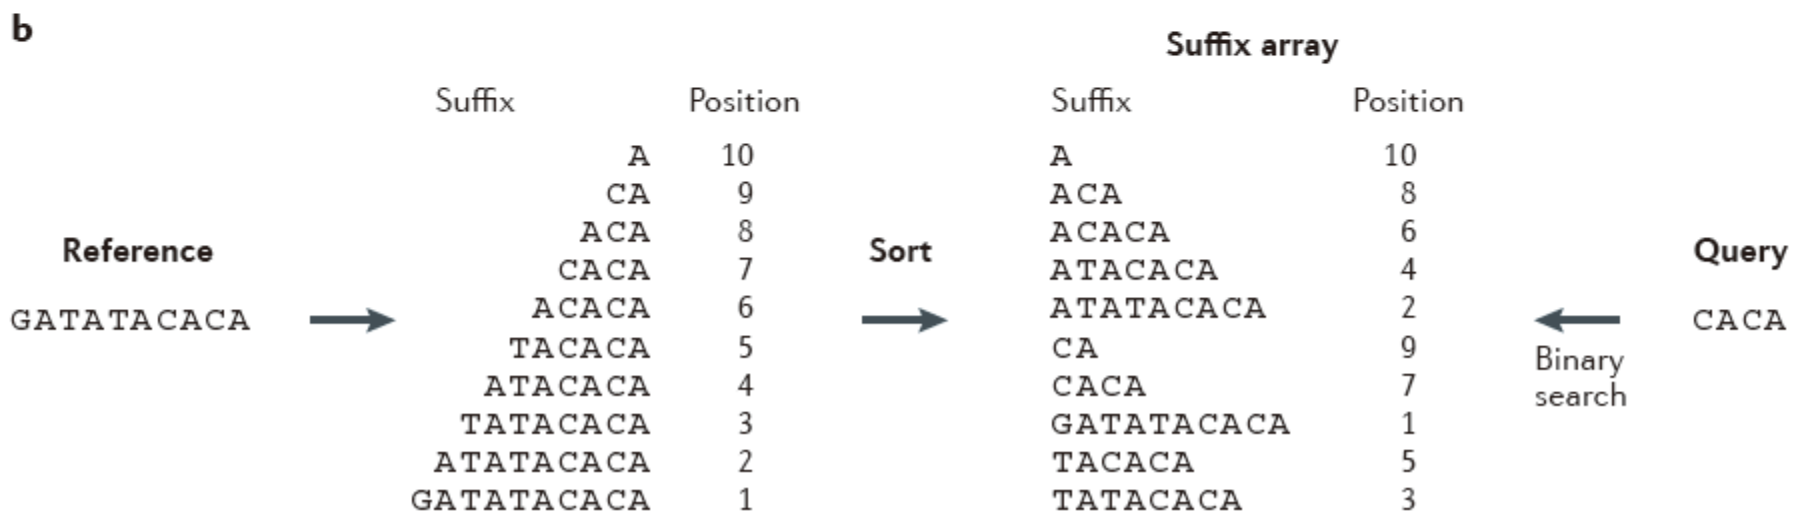 b
Suffix array
Suffix Position Suffix Position
A 10 A 10
CA 9 ACA 8
ACA 8 ACACA 6
Reference Sort Query
CACA 7 ATACACA 4
ACACA 6 ATATACACA 2
GATATACACA CACA
TACACA 5 CA 9
Binary
search
ATACACA 4 CACA 7
TATACACA 3 GATATACACA 1
ATATACACA 2 TACACA 5
GATATACACA 1 TATACACA 3